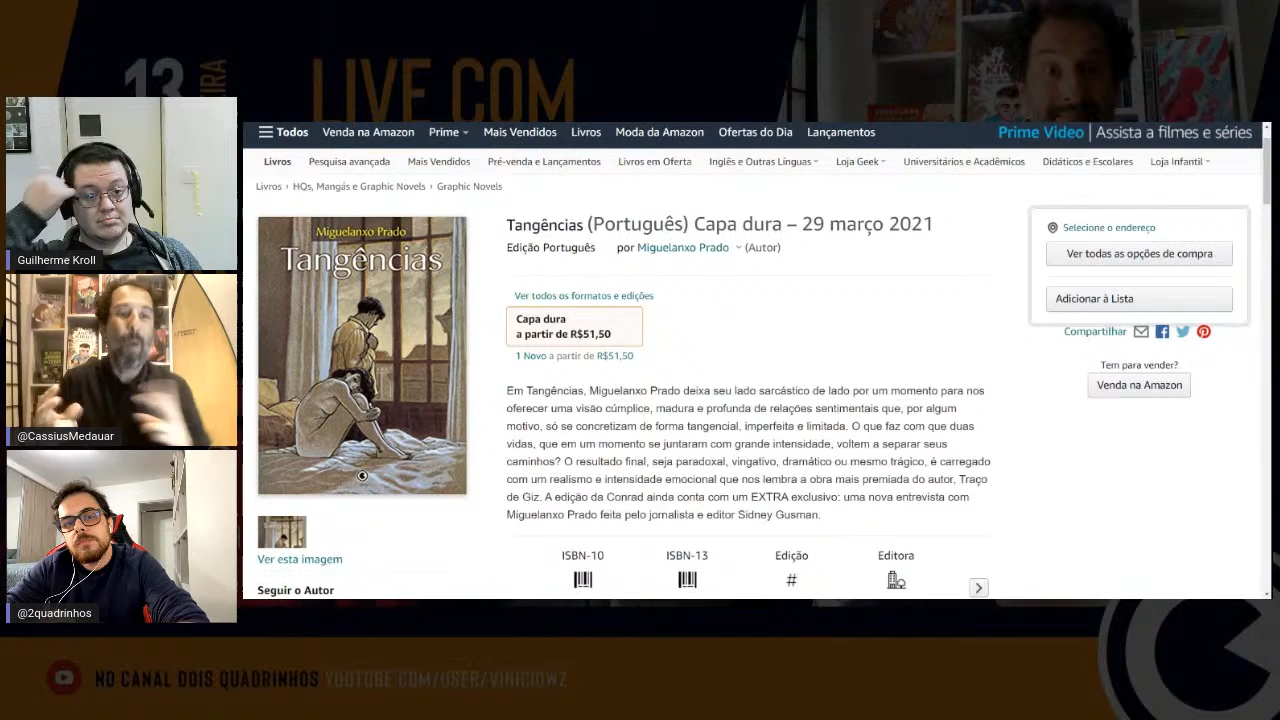 13
IRA
LIVE COM
Guilherme Kroll
@CassiusMedauar
@2quadrinhos
Todos Venda na Amazon Prime Mais Vendidos Livros Moda da Amazon Ofertas do Dia Lançamentos Prime Video | Assista a filmes e séries
Livros Pesquisa avançada Mais Vendidos Pré-venda e Lançamentos Livros em Oferta Inglês e Outras Línguas Loja Geek Universitários e Acadêmicos Didáticos e Escolares Loja Infantil
Livros › HQs, Mangás e Graphic Novels › Graphic Novels
Miguelanxo Prado
Tangências
Tangências (Português) Capa dura – 29 março 2021
Edição Português por Miguelanxo Prado (Autor)
Ver todos os formatos e edições
Capa dura
a partir de R$51,50
1 Novo a partir de R$51,50
Em Tangências, Miguelanxo Prado deixa seu lado sarcástico de lado por um momento para nos
oferecer uma visão cúmplice, madura e profunda de relações sentimentais que, por algum
motivo, só se concretizam de forma tangencial, imperfeita e limitada. O que faz com que duas
vidas, que em um momento se juntaram com grande intensidade, voltem a separar seus
caminhos? O resultado final, seja paradoxal, vingativo, dramático ou mesmo trágico, é carregado
com um realismo e intensidade emocional que nos lembra a obra mais premiada do autor, Traço
de Giz. A edição da Conrad ainda conta com um EXTRA exclusivo: uma nova entrevista com
Miguelanxo Prado feita pelo jornalista e editor Sidney Gusman.
ISBN-10 ISBN-13 Edição Editora
#
Ver esta imagem
Seguir o Autor
Selecione o endereço
Ver todas as opções de compra
Adicionar à Lista
Compartilhar
Tem para vender?
Venda na Amazon
NO CANAL DOIS QUADRINHOS YOUTUBE.COM/USER/VINICIOWZ